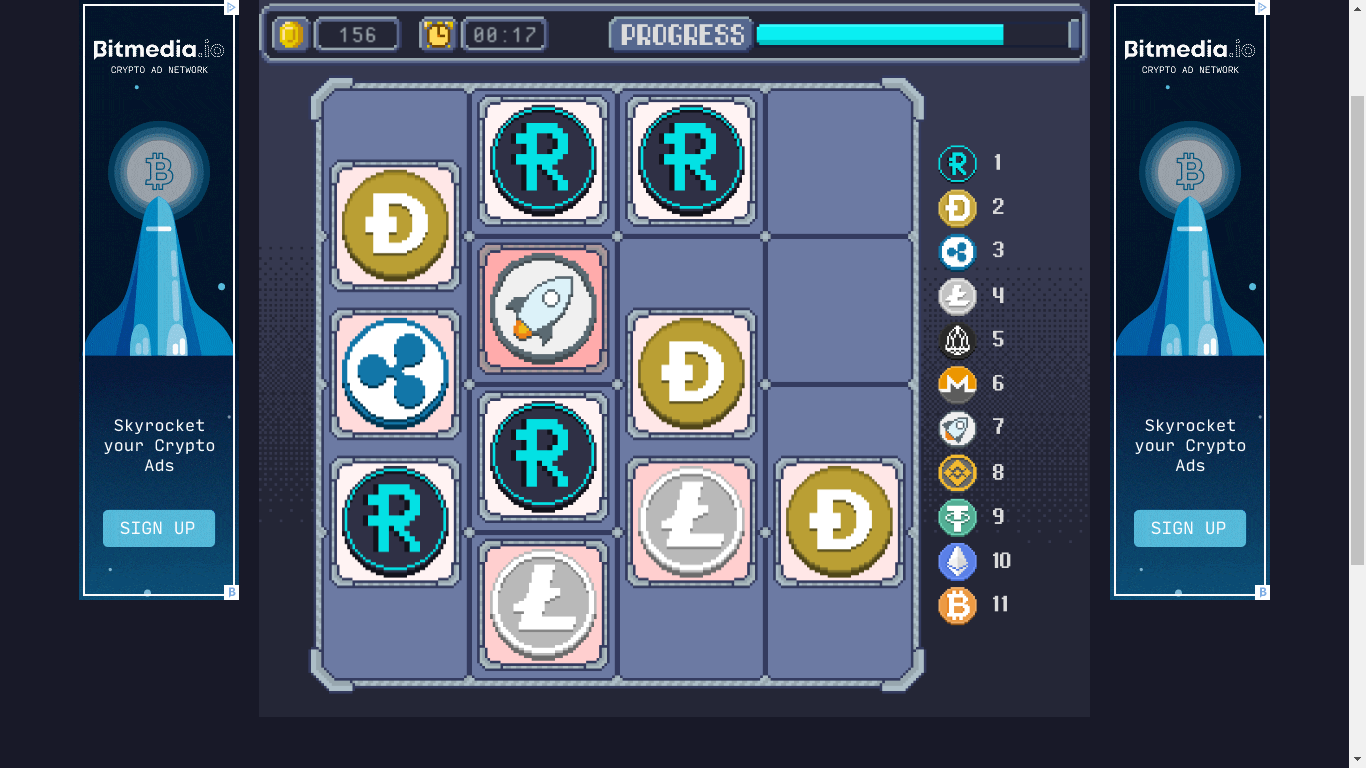 Bitmedia.io
CRYPTO AD NETWORK
Skyrocket
your Crypto
Ads
SIGN UP
156
00:17
PROGRESS
1
2
3
4
5
6
7
8
9
10
11
Bitmedia.io
CRYPTO AD NETWORK
Skyrocket
your Crypto
Ads
SIGN UP